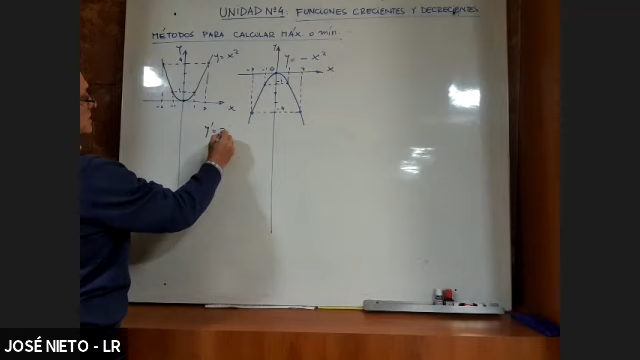 UNIDAD Nº4. FUNCIONES CRECIENTES Y DECRECIENTES
MÉTODOS PARA CALCULAR MÁX. o mín.
y
y = x²
x
y
y = - x²
x
y' =
JOSÉ NIETO - LR